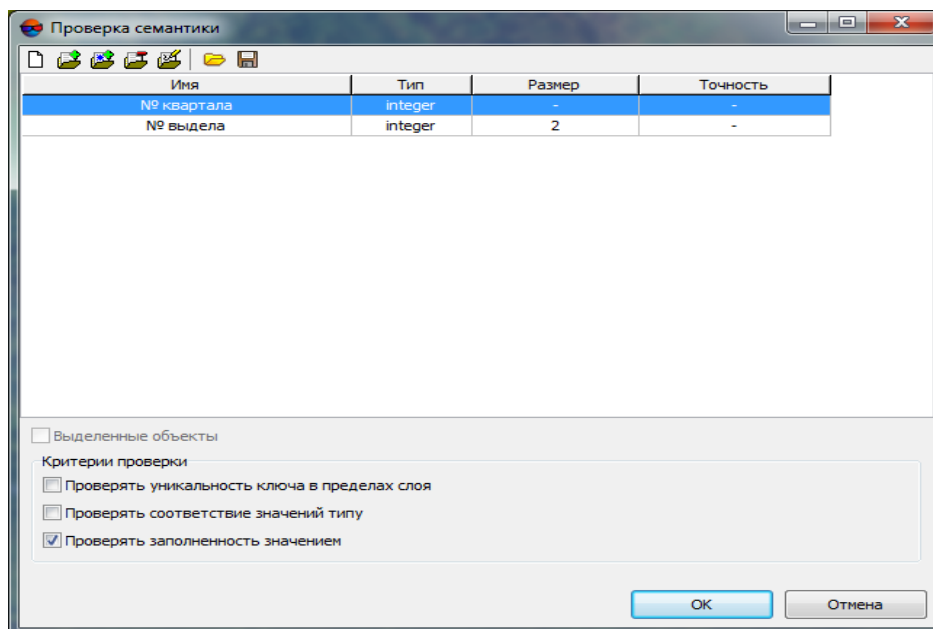 Проверка семантики
Имя Тип Размер Точность
№ квартала integer - -
№ выдела integer 2 -
Выделенные объекты
Критерии проверки
Проверять уникальность ключа в пределах слоя
Проверять соответствие значений типу
Проверять заполненность значением
OK Отмена